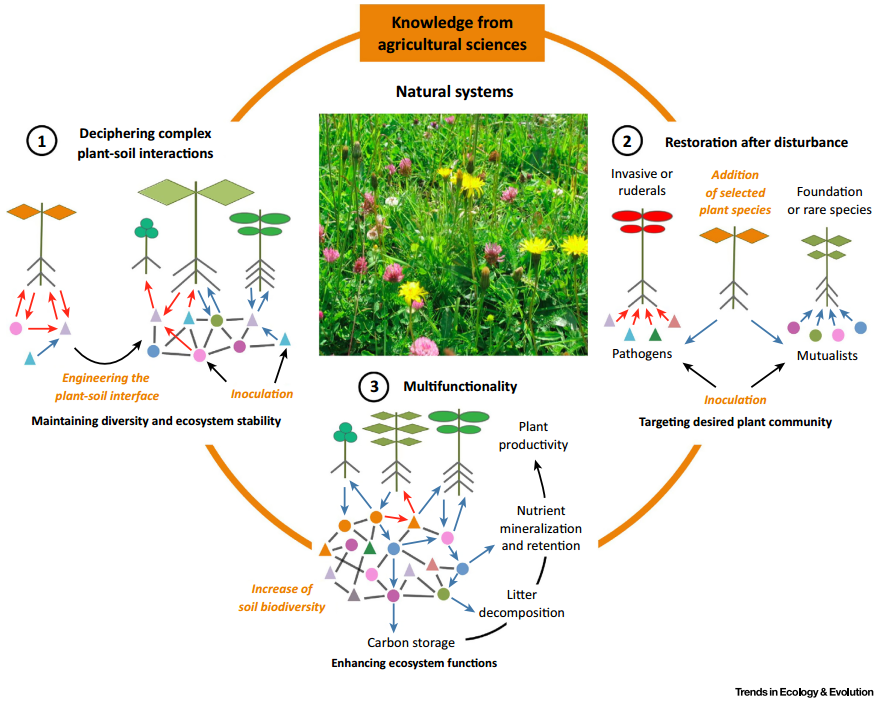 Knowledge from
agricultural sciences
Natural systems
1
Deciphering complex
plant-soil interactions
Engineering the
plant-soil interface
Inoculation
Maintaining diversity and ecosystem stability
2
Restoration after disturbance
Invasive or
ruderals
Addition
of selected
plant species
Foundation
or rare species
Pathogens
Mutualists
Inoculation
Targeting desired plant community
3
Multifunctionality
Plant
productivity
Nutrient
mineralization
and retention
Litter
decomposition
Increase of
soil biodiversity
Carbon storage
Enhancing ecosystem functions
Trends in Ecology & Evolution